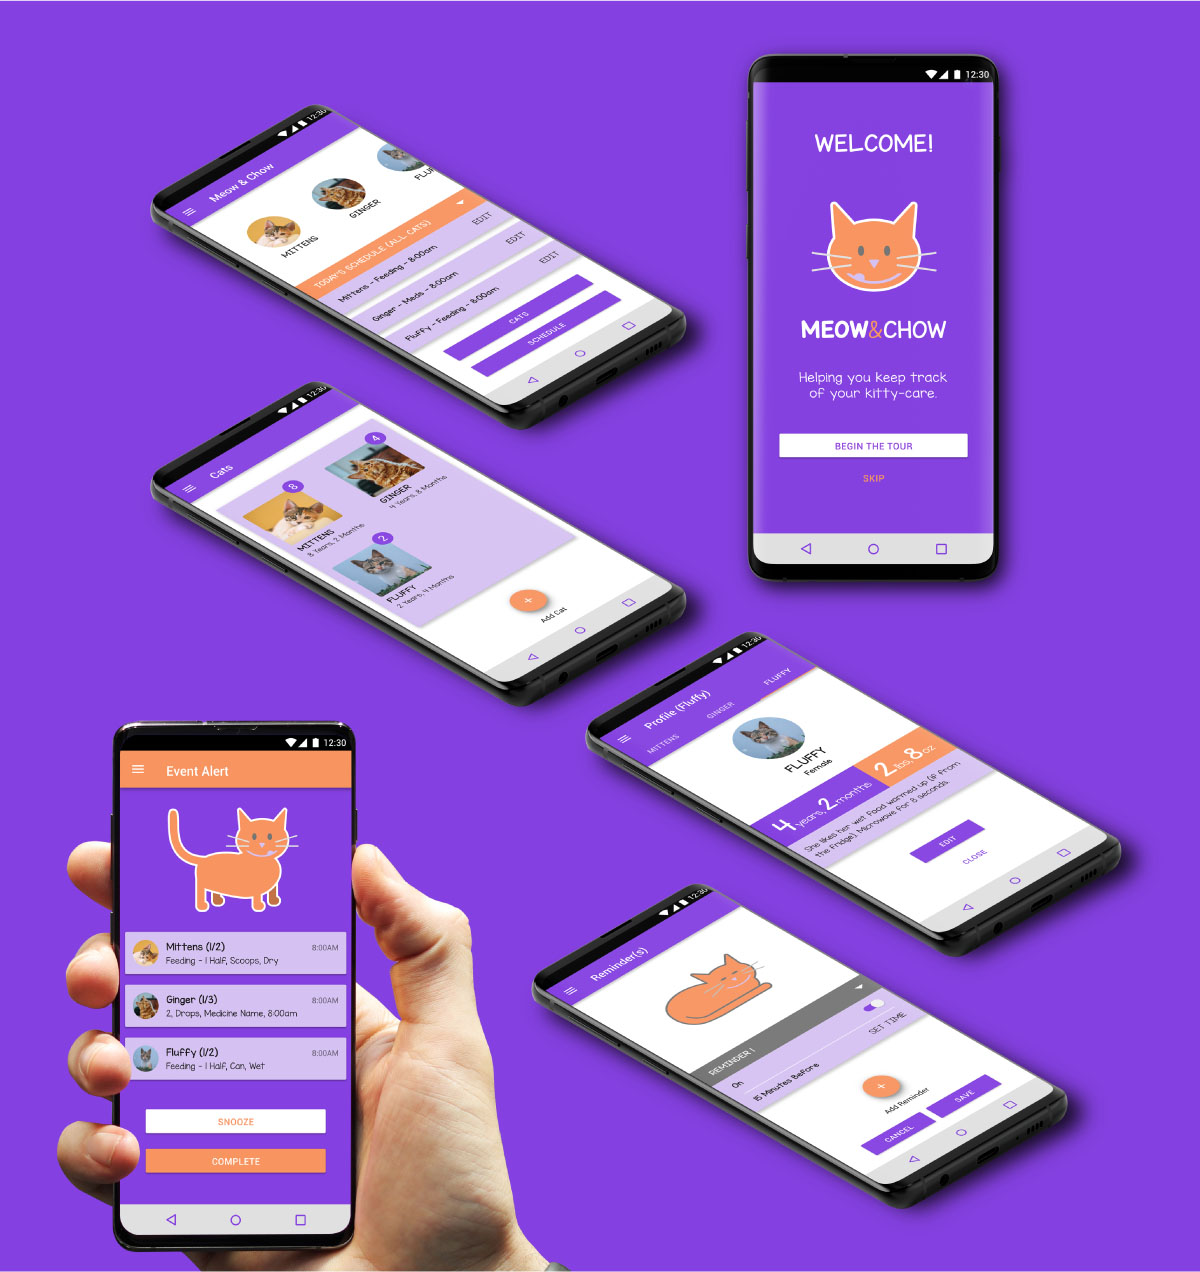 12:30
Meow & Chow
MITTENS
GINGER
FLUF
TODAY'S SCHEDULE (ALL CATS)
Mittens - Feeding - 8:00am
EDIT
Ginger - Meds - 8:00am
EDIT
Fluffy - Feeding - 8:00am
EDIT
CATS
SCHEDULE
12:30
WELCOME!
MEOW&CHOW
Helping you keep track
of your kitty-care.
BEGIN THE TOUR
SKIP
12:30
Cats
8
MITTENS
8 Years, 2 Months
4
GINGER
4 Years, 8 Months
2
FLUFFY
2 Years, 4 Months
+
Add Cat
12:30
Profile (Fluffy)
MITTENS
GINGER
FLUFFY
FLUFFY
Female
4 years, 2 months
2 lbs, 8 oz
She likes her wet food warmed up (if from
the fridge). Microwave for 8 seconds
EDIT
CLOSE
12:30
Event Alert
Mittens (1/2)
8:00AM
Feeding - 1 Half, Scoops, Dry
Ginger (1/3)
8:00AM
2, Drops, Medicine Name, 8:00am
Fluffy (1/2)
8:00AM
Feeding - 1 Half, Can, Wet
SNOOZE
COMPLETE
12:30
Reminder(s)
REMINDER 1
On
15 Minutes Before
SET TIME
+
Add Reminder
CANCEL
SAVE